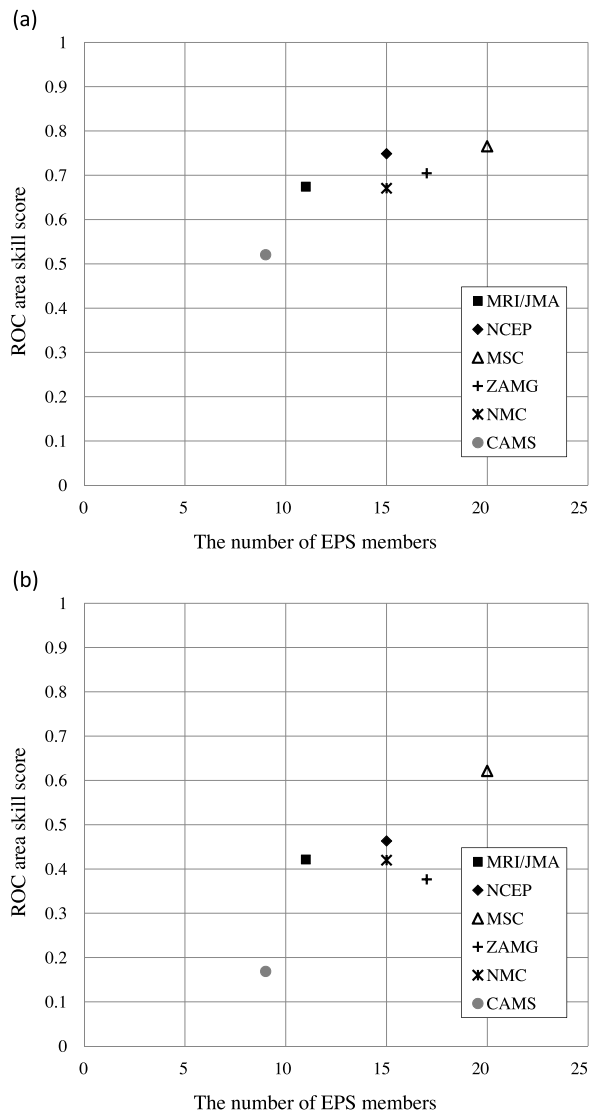 (a)
1
0.9
0.8
0.7
0.6
0.5
0.4
0.3
0.2
0.1
0
ROC area skill score
MRI/JMA
NCEP
MSC
ZAMG
NMC
CAMS
0 5 10 15 20 25
The number of EPS members
(b)
1
0.9
0.8
0.7
0.6
0.5
0.4
0.3
0.2
0.1
0
ROC area skill score
MRI/JMA
NCEP
MSC
ZAMG
NMC
CAMS
0 5 10 15 20 25
The number of EPS members